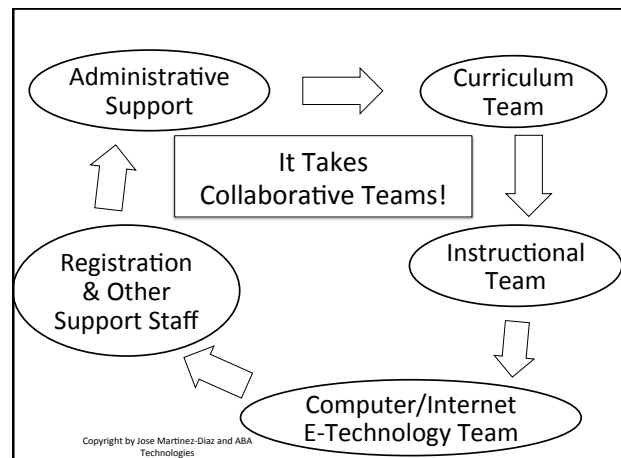 Administrative
Support
Curriculum
Team
It Takes
Collaborative Teams!
Registration
& Other
Support Staff
Instructional
Team
Computer/Internet
E-Technology Team
Copyright by Jose Martinez-Diaz and ABA
Technologies